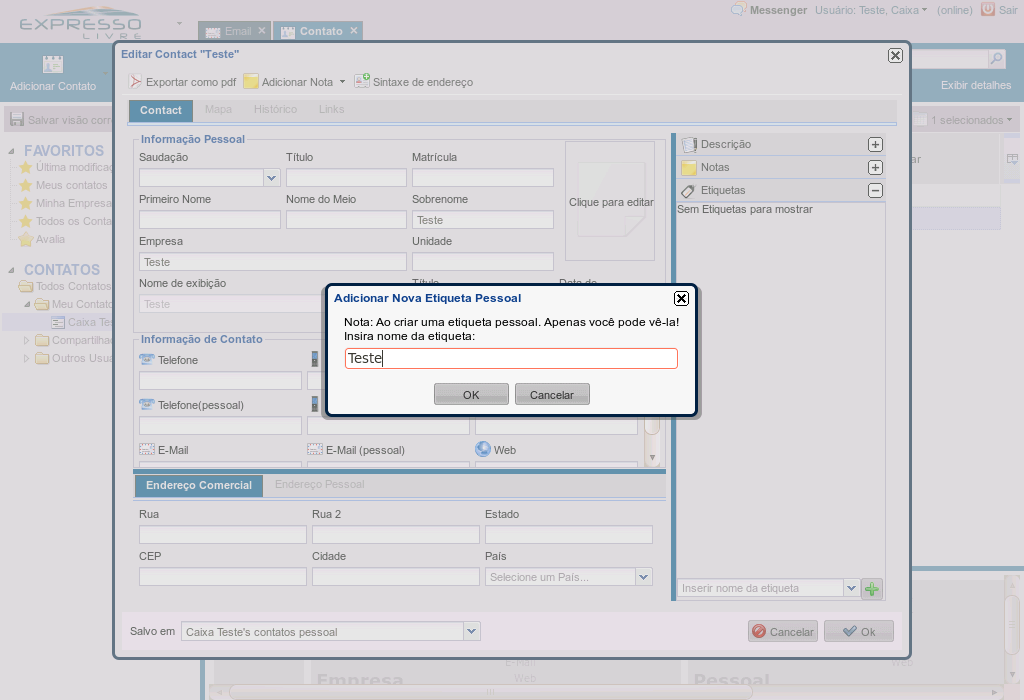 EXPRESSO
LIVRE
Email
Contato
Messenger
Usuário: Teste, Caixa
(online)
Sair
Adicionar Contato
Exibir detalhes
Editar Contact "Teste"
Exportar como pdf
Adicionar Nota
Sintaxe de endereço
Salvar visão corre
1 selecionados
Contact
Mapa
Histórico
Links
FAVORITOS
Última modificaç
Meus contatos
Minha Empresa
Todos os Conta
Avalia
CONTATOS
Todos Contatos
Meu Contato
Caixa Tes
Compartilhad
Outros Usuá
Informação Pessoal
Saudação
Título
Matrícula
Primeiro Nome
Nome do Meio
Sobrenome
Teste
Clique para editar
Empresa
Unidade
Teste
Nome de exibição
Título
Data de
Teste
Descrição
Notas
Etiquetas
Sem Etiquetas para mostrar
ar
Adicionar Nova Etiqueta Pessoal
Nota: Ao criar uma etiqueta pessoal. Apenas você pode vê-la!
Insira nome da etiqueta:
Teste
OK
Cancelar
Informação de Contato
Telefone
Telefone(pessoal)
E-Mail
E-Mail (pessoal)
Web
Endereço Comercial
Endereço Pessoal
Rua
Rua 2
Estado
CEP
Cidade
País
Selecione um País...
Inserir nome da etiqueta
Salvo em
Caixa Teste's contatos pessoal
Cancelar
Ok
E-Mail
Web
Empresa
Web
Pessoal